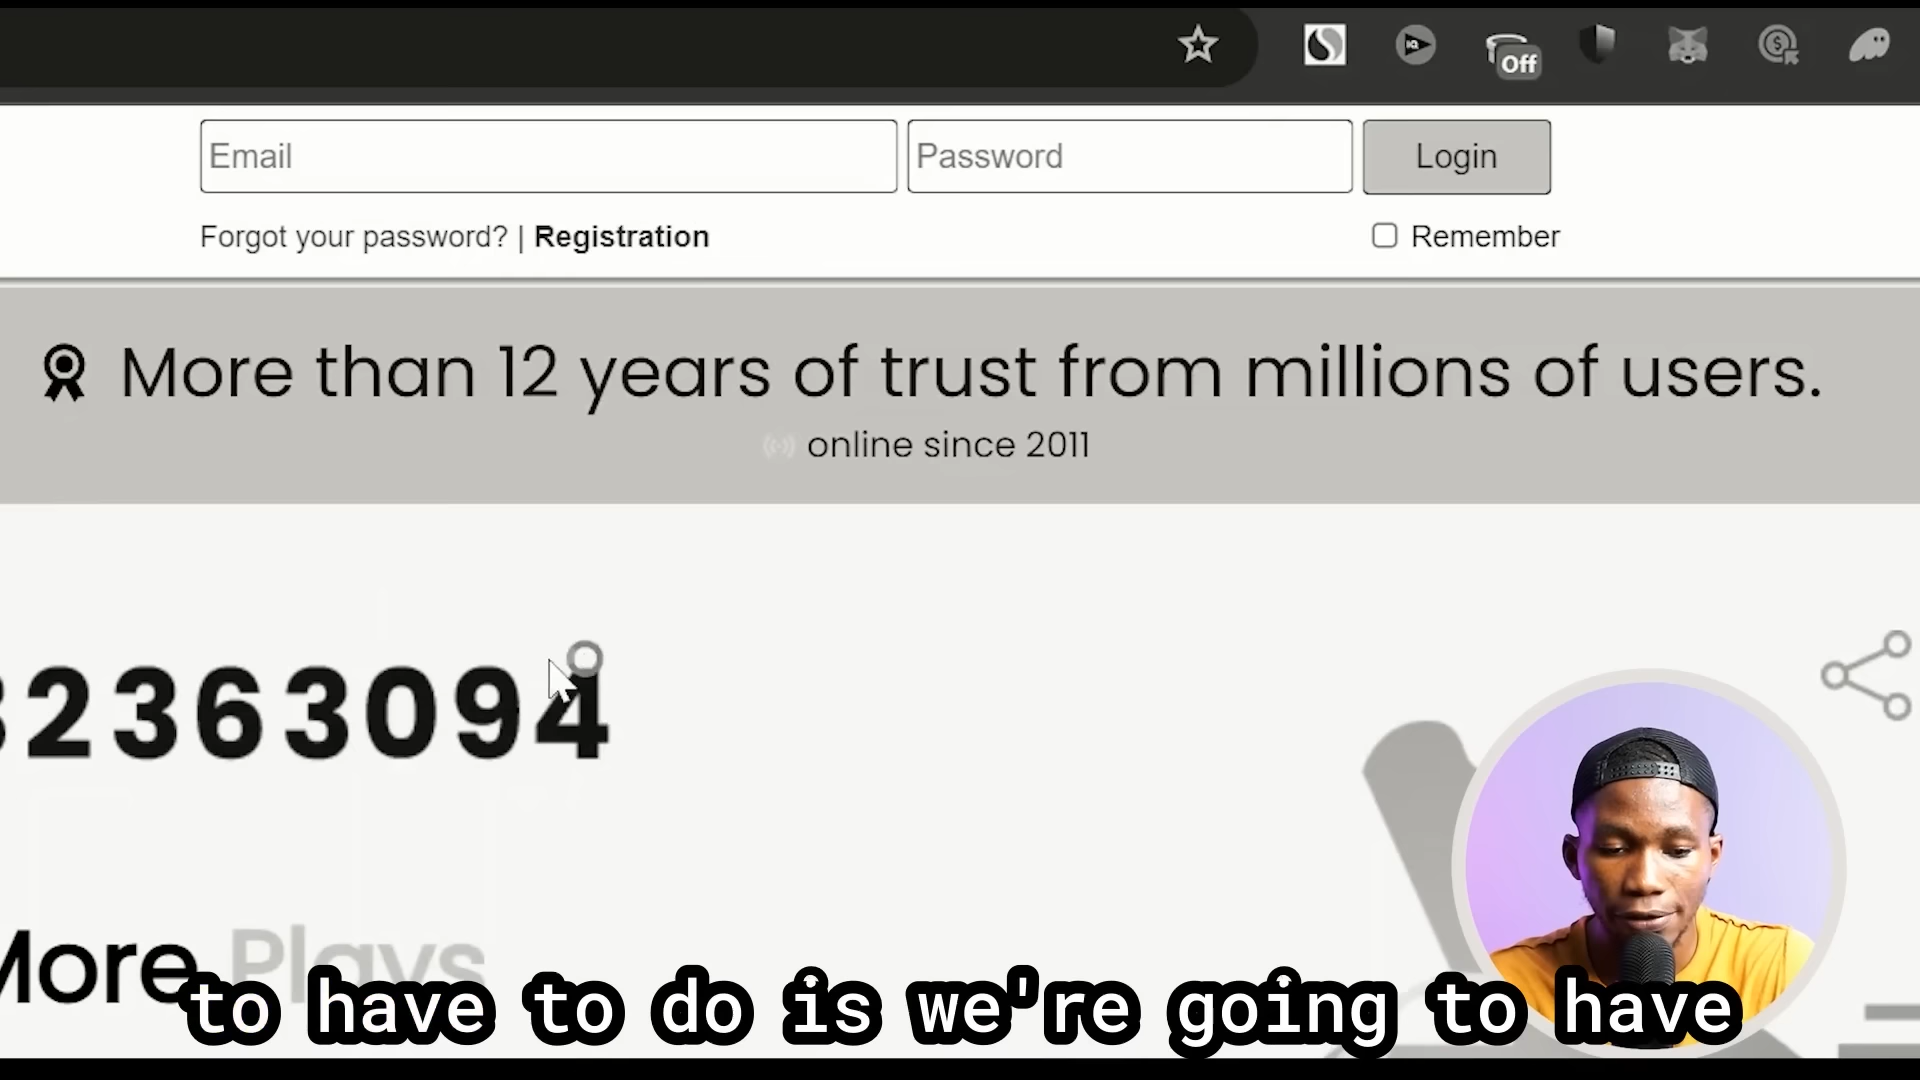 Off
Email
Password
Login
Forgot your password? | Registration
Remember
More than 12 years of trust from millions of users.
online since 2011
2363094
More Plays
to have to do is we're going to have